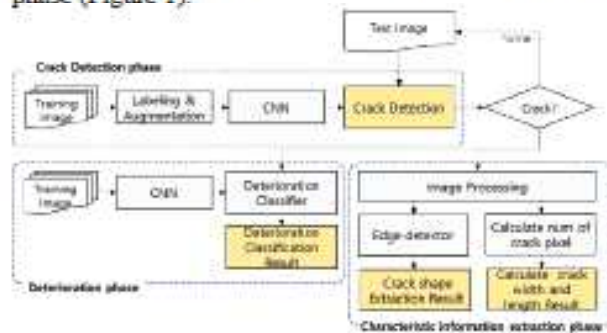 phase (Figure 1).
Test Image
Crack Detection phase
Training
Image
Labeling &
Augmentation
CNN
Crack Detection
Crack?
Training
Image
CNN
Deterioration
Classifier
Deterioration
Classification
Result
Deterioration phase
Image Processing
Edge-detector
Calculate num of
crack pixel
Crack shape
Extraction Result
Calculate crack
width and
length Result
Characteristic information extraction phase